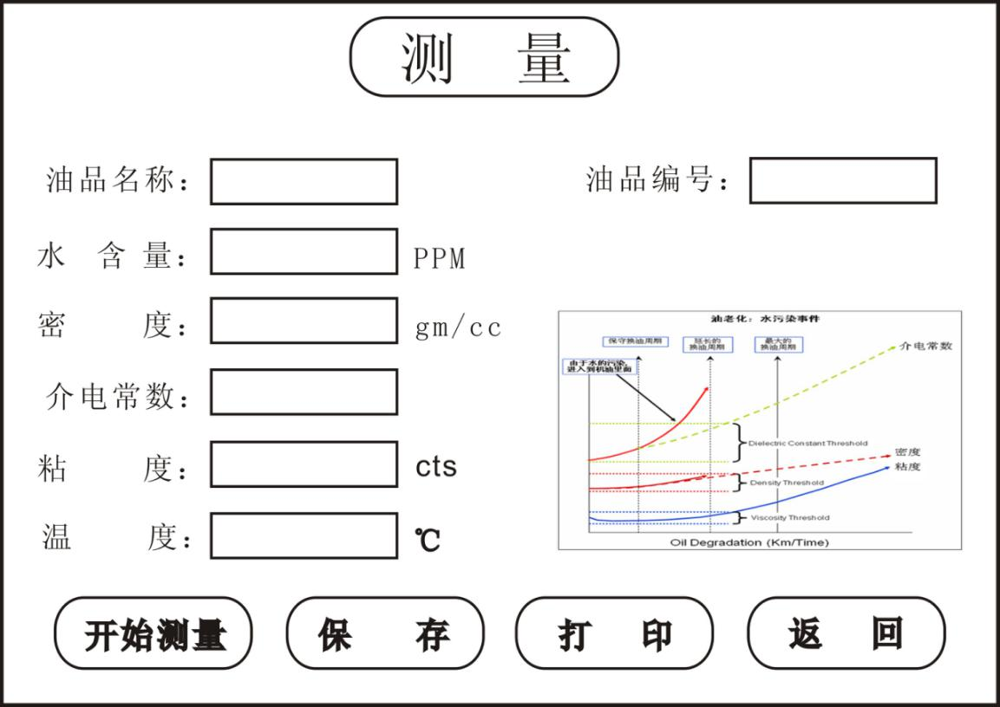 测 量
油品名称：
油品编号：
水 含 量：
PPM
密 度：
gm/cc
介电常数：
粘 度：
cts
温 度：
℃
油老化：水污染事件
保守换油周期
延长的
换油周期
最大的
换油周期
由于水的污染,
进入到机油里面
介电常数
Dielectric Constant Threshold
密度
粘度
Density Threshold
Viscosity Threshold
Oil Degradation (Km/Time)
开始测量
保 存
打 印
返 回